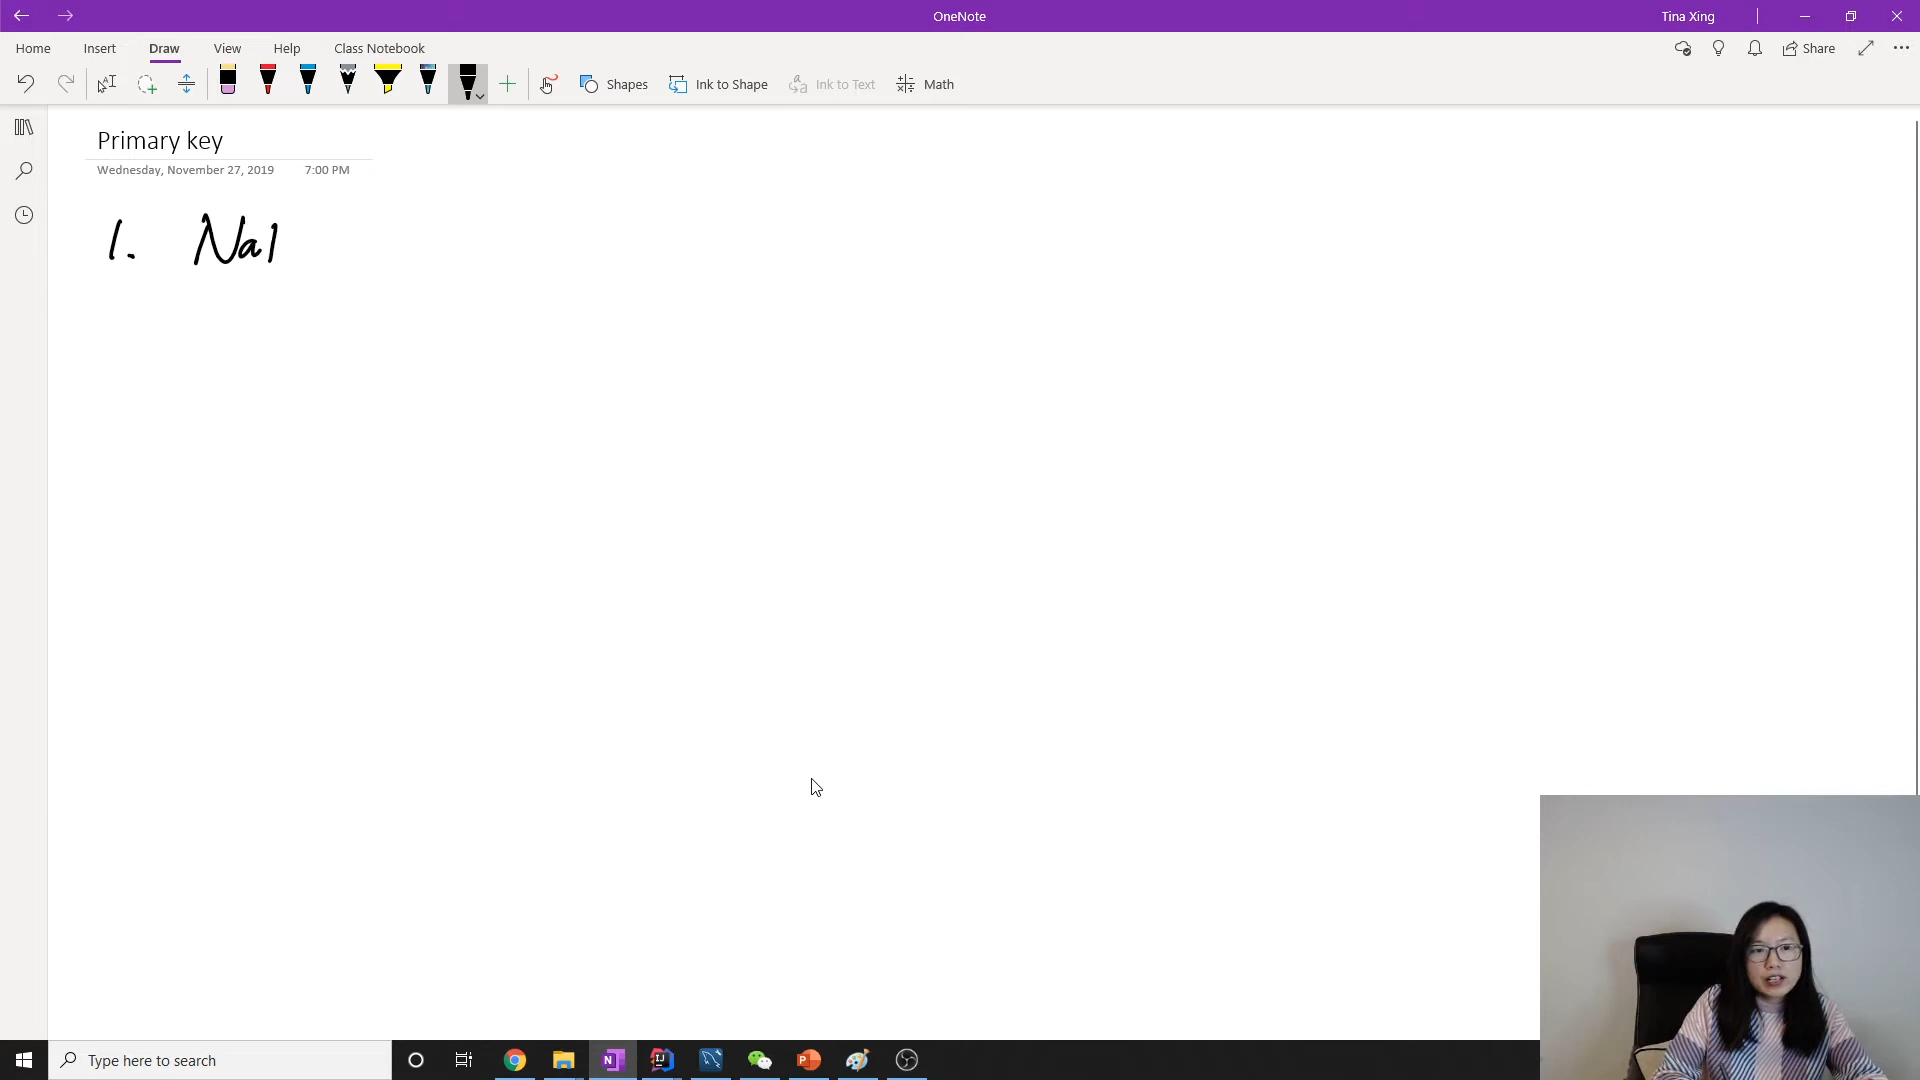 OneNote
Tina Xing
Home Insert Draw View Help Class Notebook
Share
Shapes Ink to Shape Ink to Text Math
Primary key
Wednesday, November 27, 2019 7:00 PM
1. Nal
Type here to search